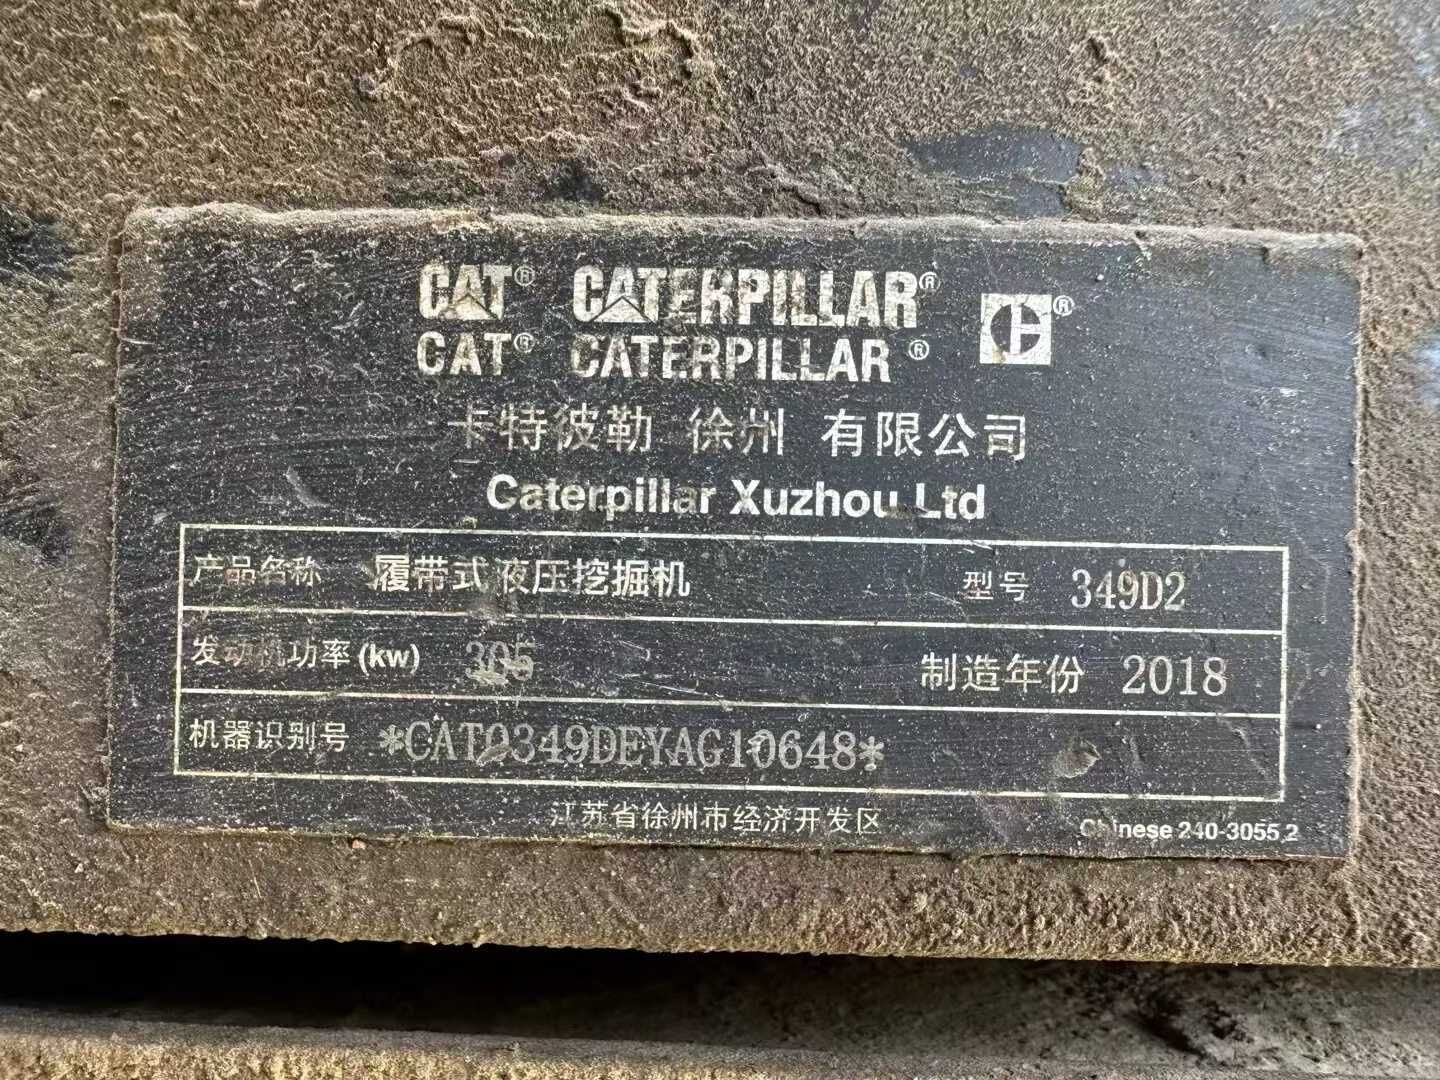 CAT® CATERPILLAR® ®
CAT® CATERPILLAR®
卡特彼勒 徐州 有限公司
Caterpillar Xuzhou Ltd
产品名称 履带式液压挖掘机 型号 349D2
发动机功率(kw) 305 制造年份 2018
机器识别号 *CAT0349DEYAG10648*
江苏省徐州市经济开发区 Chinese 240-3055 2